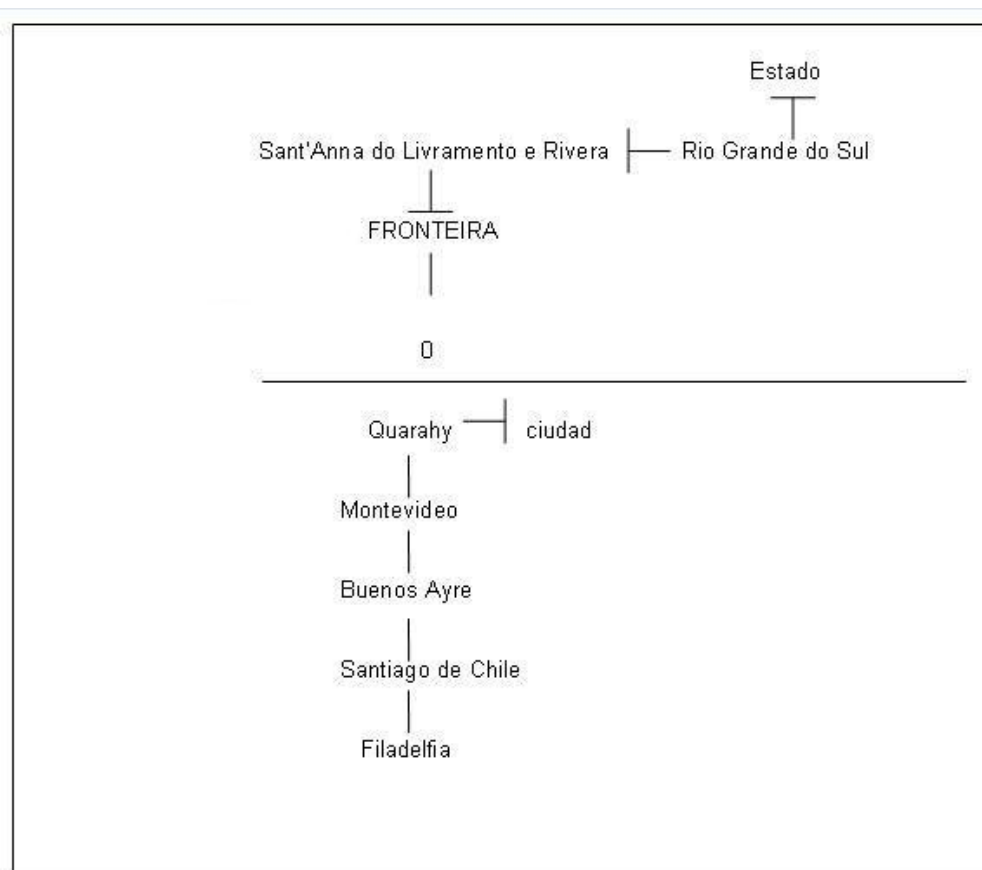 Estado
Sant'Anna do Livramento e Rivera Rio Grande do Sul
FRONTEIRA
0
Quarahy ciudad
Montevideo
Buenos Ayre
Santiago de Chile
Filadelfia